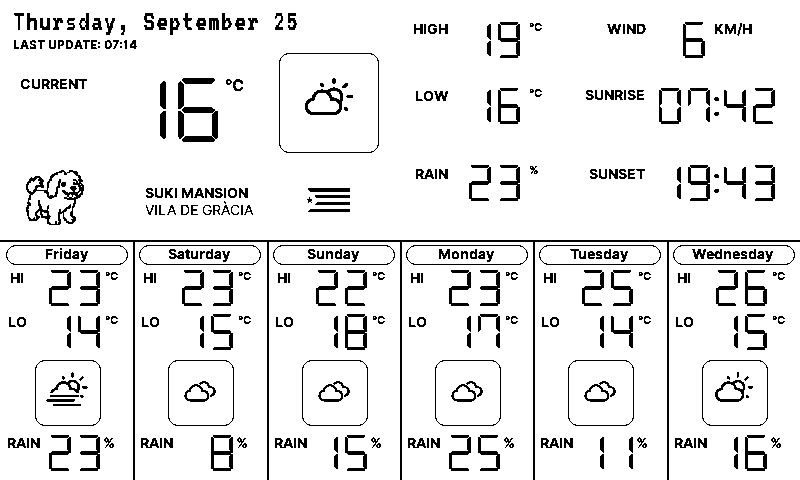 Thursday, September 25
LAST UPDATE: 07:14
CURRENT 16 °C
HIGH 19 °C
LOW 16 °C
RAIN 23 %
WIND 6 KM/H
SUNRISE 07:42
SUNSET 19:43
SUKI MANSION
VILA DE GRÀCIA
Friday
HI 23 °C
LO 14 °C
RAIN 23 %
Saturday
HI 23 °C
LO 15 °C
RAIN 8 %
Sunday
HI 22 °C
LO 18 °C
RAIN 15 %
Monday
HI 23 °C
LO 17 °C
RAIN 25 %
Tuesday
HI 25 °C
LO 14 °C
RAIN 11 %
Wednesday
HI 26 °C
LO 15 °C
RAIN 16 %